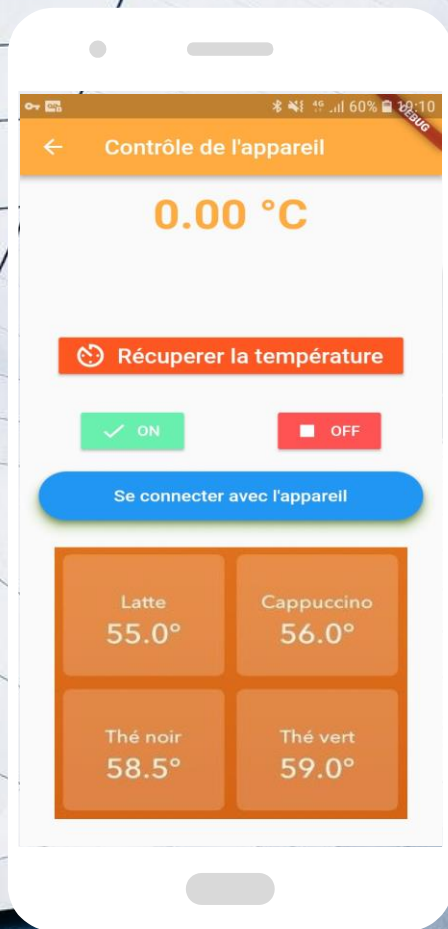 4G 60% 19:10
DEBUG
Contrôle de l'appareil
0.00 °C
Récuperer la température
ON OFF
Se connecter avec l'appareil
Latte Cappuccino
55.0° 56.0°
Thé noir Thé vert
58.5° 59.0°